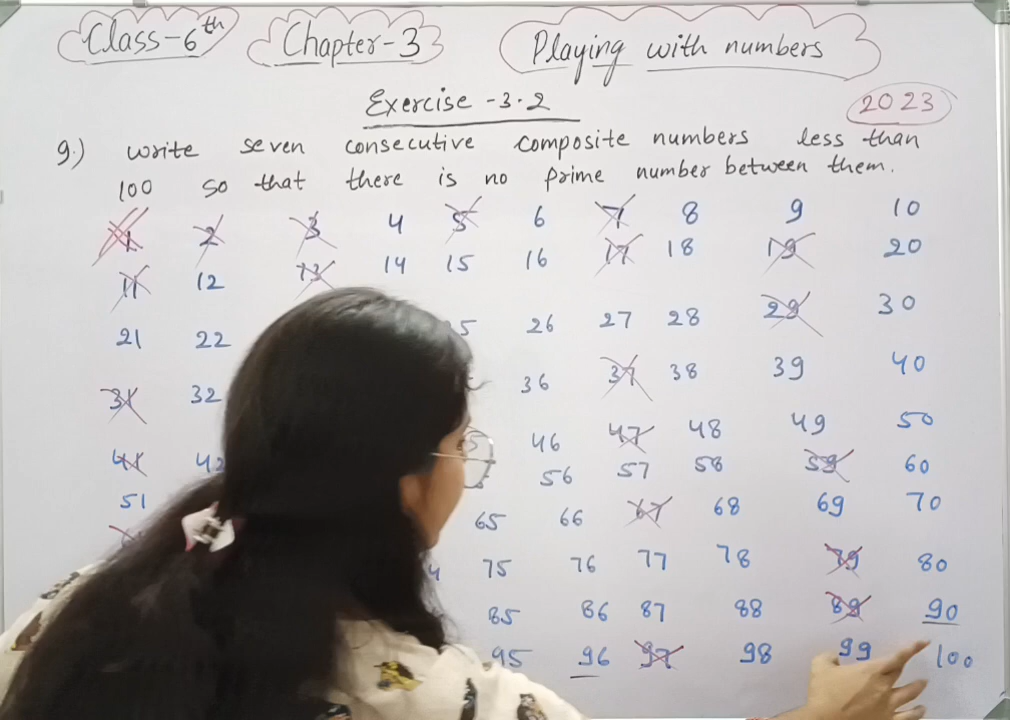 Class-6th Chapter-3 Playing with numbers
Exercise -3.2 2023
9.) write seven consecutive composite numbers less than
100 so that there is no prime number between them.
1 2 3 4 5 6 7 8 9 10
11 12 13 14 15 16 17 18 19 20
21 22 26 27 28 29 30
31 32 36 37 38 39 40
41 42 46 47 48 49 50
51 56 57 58 59 60
65 66 67 68 69 70
75 76 77 78 79 80
85 86 87 88 89 90
95 96 97 98 99 100